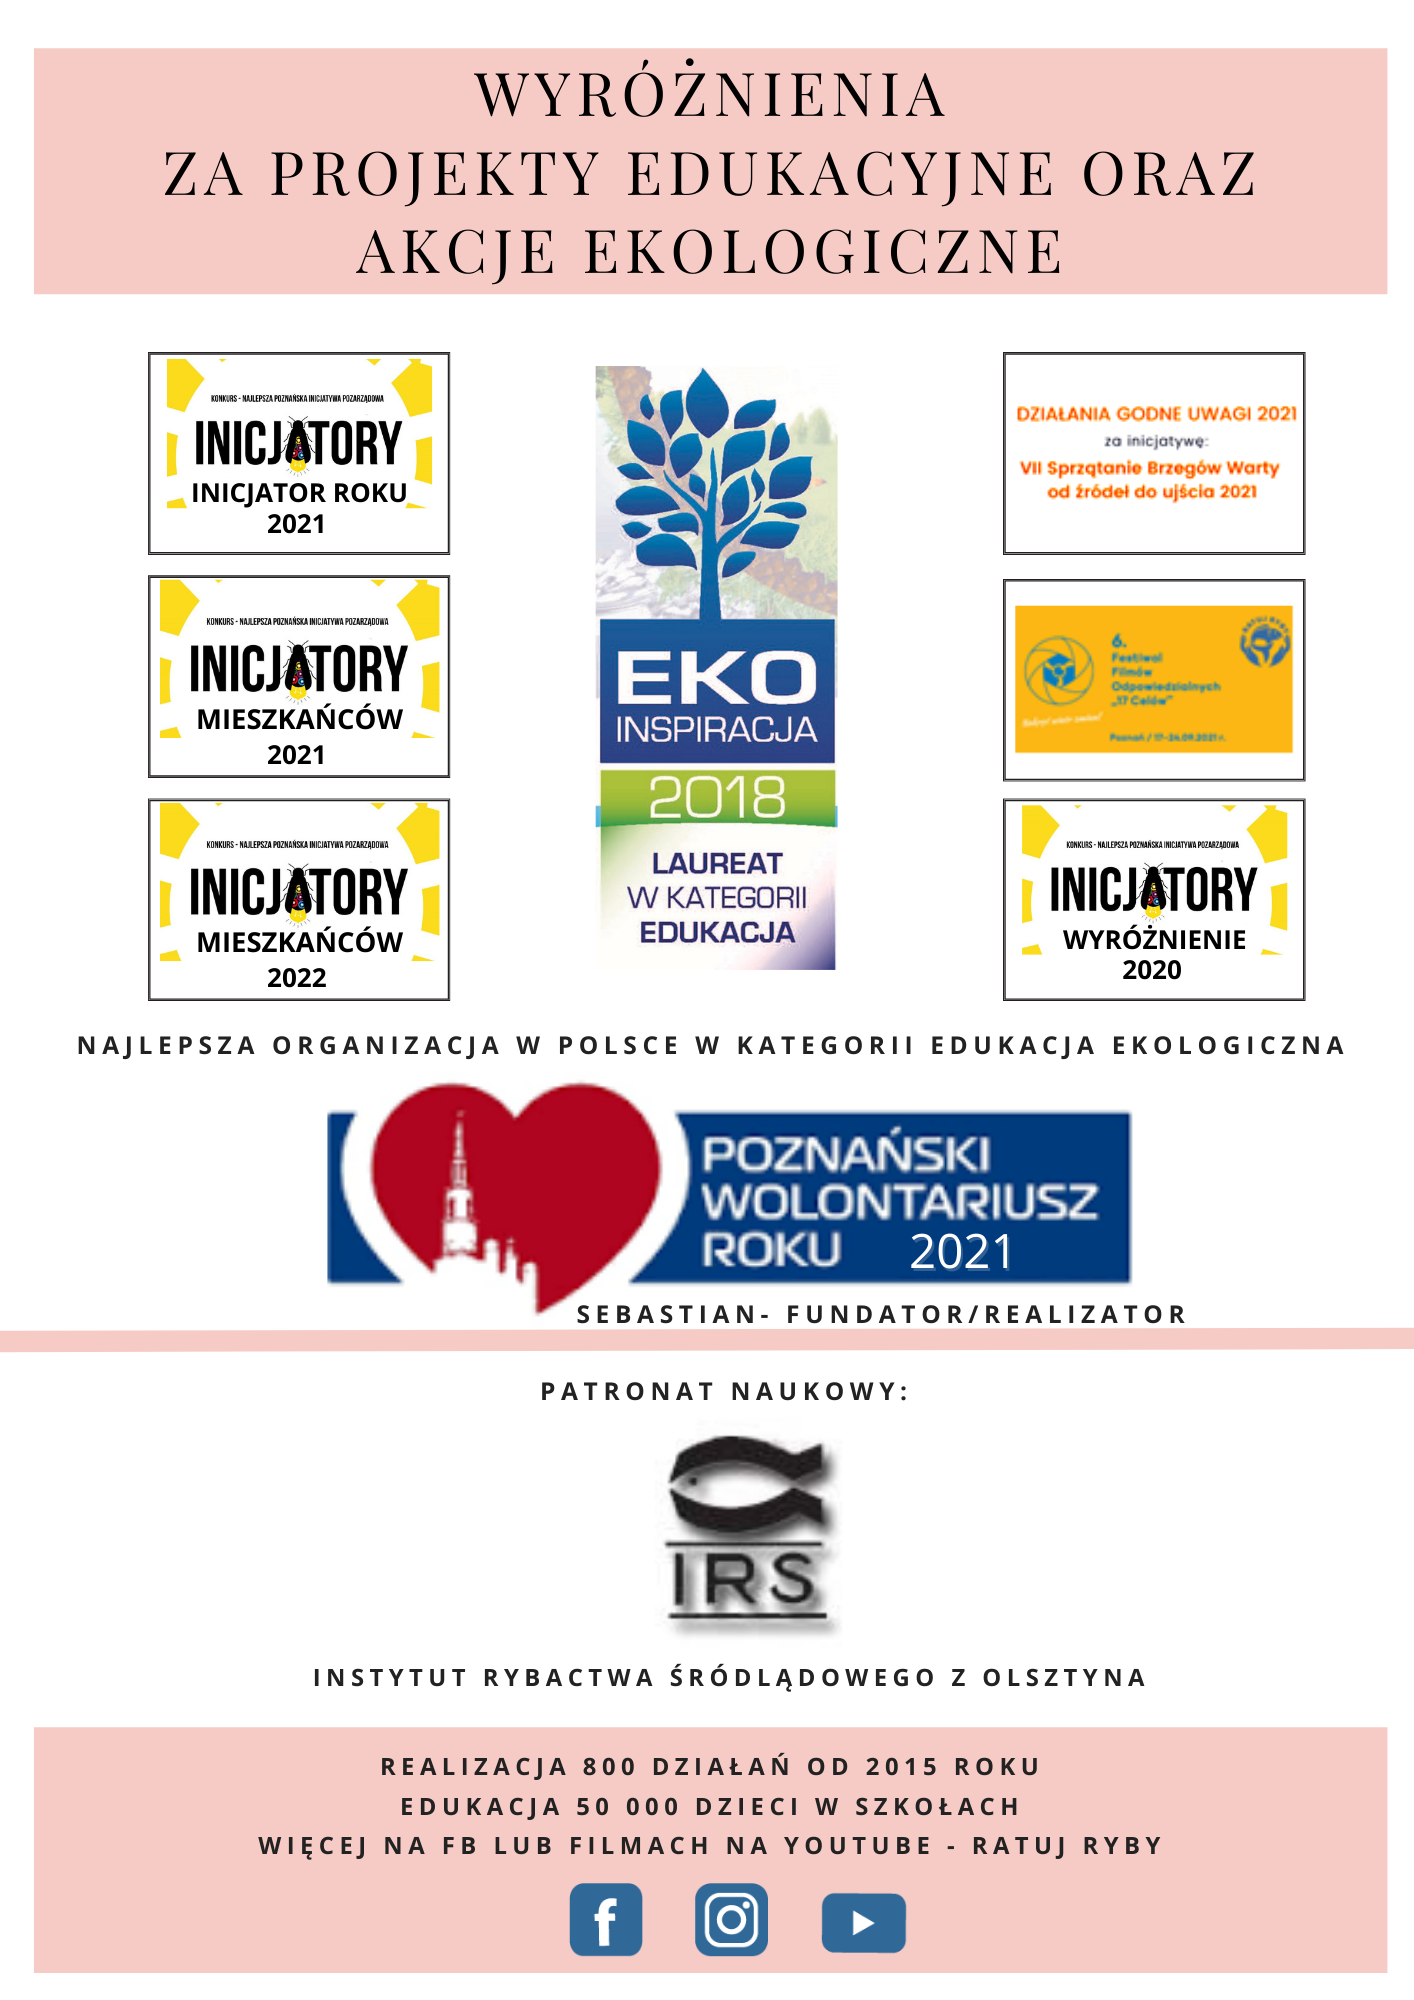 WYRÓŻNIENIA
ZA PROJEKTY EDUKACYJNE ORAZ
AKCJE EKOLOGICZNE
KONKURS - NAJLEPSZA POZNAŃSKA INICJATYWA POZARZĄDOWA
INICJATORY
INICJATOR ROKU
2021
KONKURS - NAJLEPSZA POZNAŃSKA INICJATYWA POZARZĄDOWA
INICJATORY
MIESZKAŃCÓW
2021
KONKURS - NAJLEPSZA POZNAŃSKA INICJATYWA POZARZĄDOWA
INICJATORY
MIESZKAŃCÓW
2022
EKO
INSPIRACJA
2018
LAUREAT
W KATEGORII
EDUKACJA
DZIAŁANIA GODNE UWAGI 2021
za inicjatywę:
VII Sprzątanie Brzegów Warty
od źródeł do ujścia 2021
6.
Festiwal
Filmów
Odpowiedzialnych
„17 Celów”
Poznań / 17-24.09.2021 r.
KONKURS - NAJLEPSZA POZNAŃSKA INICJATYWA POZARZĄDOWA
INICJATORY
WYRÓŻNIENIE
2020
NAJLEPSZA ORGANIZACJA W POLSCE W KATEGORII EDUKACJA EKOLOGICZNA
POZNAŃSKI
WOLONTARIUSZ
ROKU 2021
SEBASTIAN- FUNDATOR/REALIZATOR
PATRONAT NAUKOWY:
IRS
INSTYTUT RYBACTWA ŚRÓDLĄDOWEGO Z OLSZTYNA
REALIZACJA 800 DZIAŁAŃ OD 2015 ROKU
EDUKACJA 50 000 DZIECI W SZKOŁACH
WIĘCEJ NA FB LUB FILMACH NA YOUTUBE - RATUJ RYBY